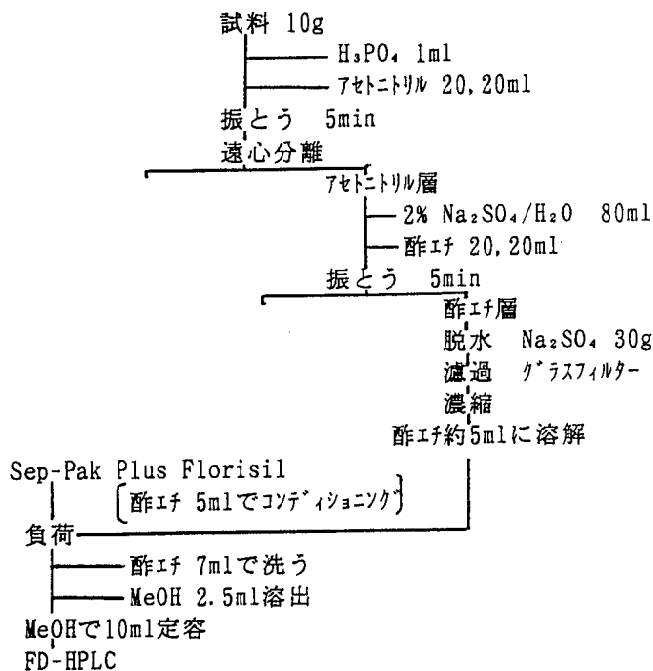 試料 10g
H₃PO₄ 1ml
ｱｾﾄﾆﾄﾘﾙ 20,20ml
振とう 5min
遠心分離
ｱｾﾄﾆﾄﾘﾙ層
2% Na₂SO₄/H₂O 80ml
酢ｴﾁ 20,20ml
振とう 5min
酢ｴﾁ層
脱水 Na₂SO₄ 30g
濾過 ｸﾞﾗｽﾌｨﾙﾀｰ
濃縮
酢ｴﾁ約5mlに溶解
Sep-Pak Plus Florisil
酢ｴﾁ 5mlでｺﾝﾃﾞｨｼｮﾆﾝｸﾞ
負荷
酢ｴﾁ 7mlで洗う
MeOH 2.5ml溶出
MeOHで10ml定容
FD-HPLC